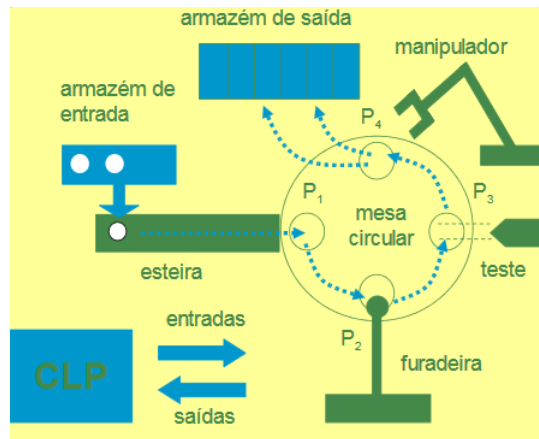 armazém de saída
manipulador
armazém de
entrada
P4
P1
P3
mesa
circular
esteira
teste
entradas
P2
furadeira
CLP
saídas